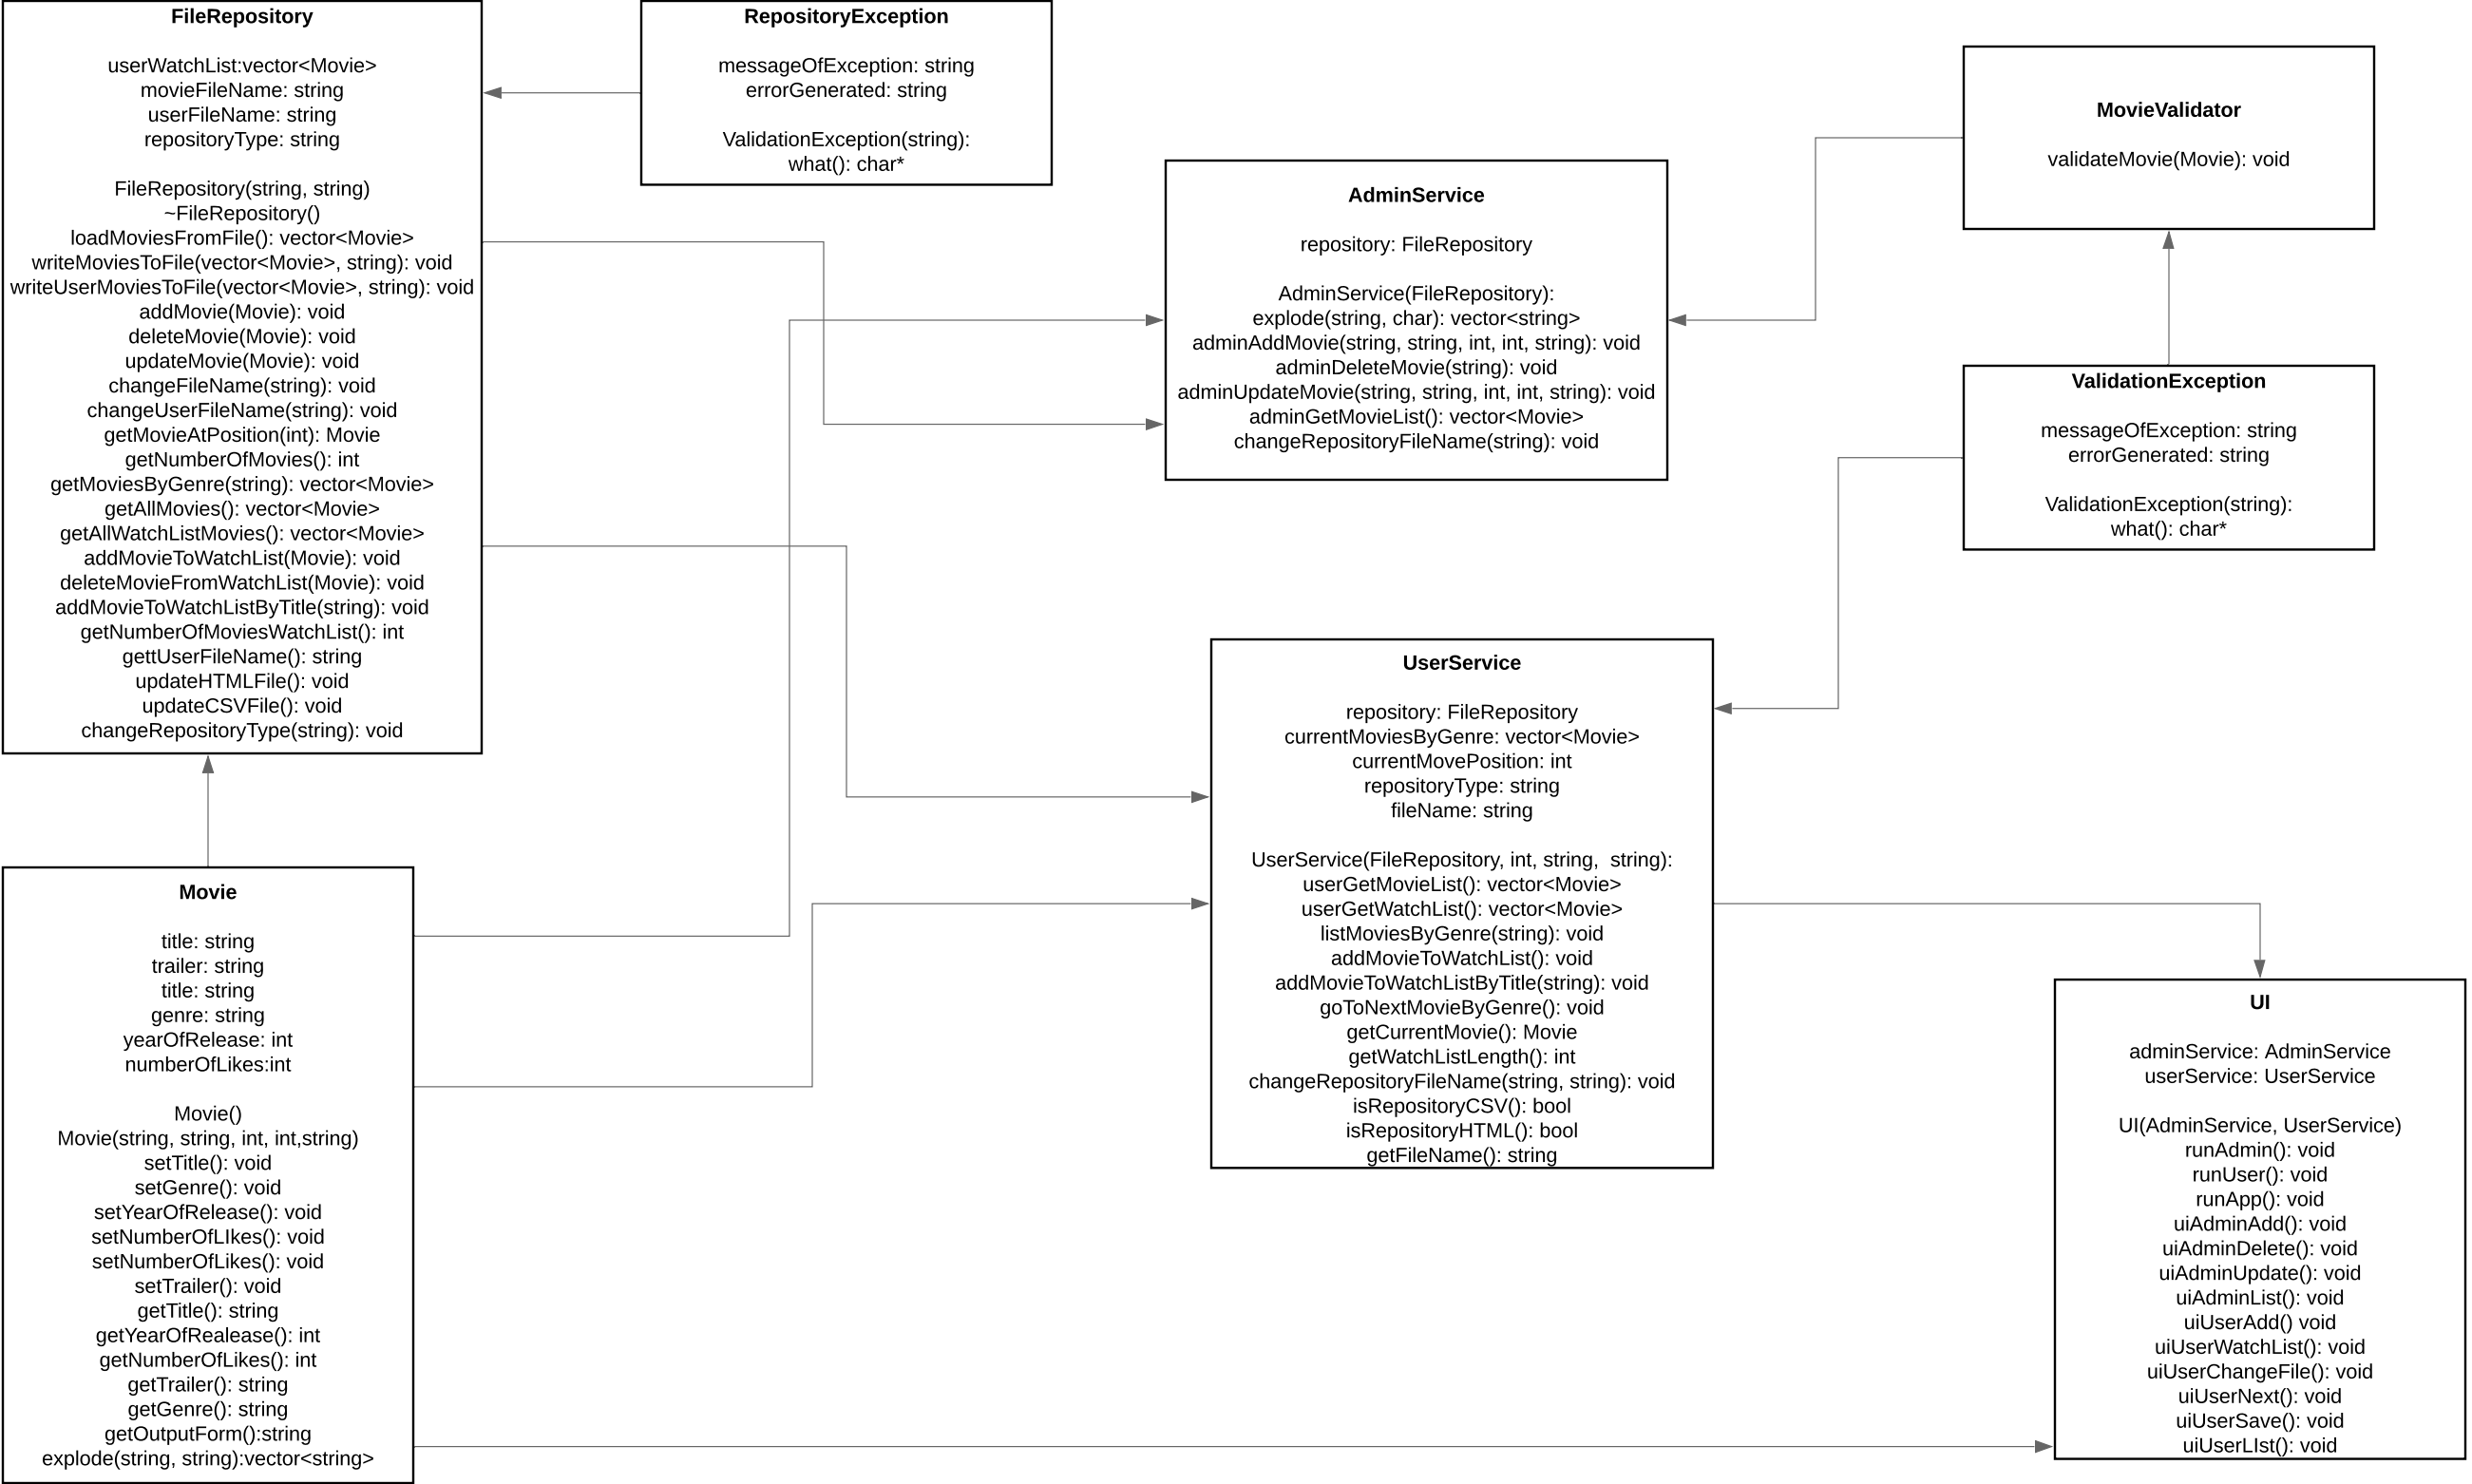 FileRepository
userWatchList:vector<Movie>
movieFileName: string
userFileName: string
repositoryType: string
FileRepository(string, string)
~FileRepository()
loadMoviesFromFile(): vector<Movie>
writeMoviesToFile(vector<Movie>, string): void
writeUserMoviesToFile(vector<Movie>, string): void
addMovie(Movie): void
deleteMovie(Movie): void
updateMovie(Movie): void
changeFileName(string): void
changeUserFileName(string): void
getMovieAtPosition(int): Movie
getNumberOfMovies(): int
getMoviesByGenre(string): vector<Movie>
getAllMovies(): vector<Movie>
getAllWatchListMovies(): vector<Movie>
addMovieToWatchList(Movie): void
deleteMovieFromWatchList(Movie): void
addMovieToWatchListByTitle(string): void
getNumberOfMoviesWatchList(): int
gettUserFileName(): string
updateHTMLFile(): void
updateCSVFile(): void
changeRepositoryType(string): void
RepositoryException
messageOfException: string
errorGenerated: string
ValidationException(string):
what(): char*
AdminService
repository: FileRepository
AdminService(FileRepository):
explode(string, char): vector<string>
adminAddMovie(string, string, int, int, string): void
adminDeleteMovie(string): void
adminUpdateMovie(string, string, int, int, string): void
adminGetMovieList(): vector<Movie>
changeRepositoryFileName(string): void
MovieValidator
validateMovie(Movie): void
ValidationException
messageOfException: string
errorGenerated: string
ValidationException(string):
what(): char*
UserService
repository: FileRepository
currentMoviesByGenre: vector<Movie>
currentMovePosition: int
repositoryType: string
fileName: string
UserService(FileRepository, int, string,  string):
userGetMovieList(): vector<Movie>
userGetWatchList(): vector<Movie>
listMoviesByGenre(string): void
addMovieToWatchList(): void
addMovieToWatchListByTitle(string): void
goToNextMovieByGenre(): void
getCurrentMovie(): Movie
getWatchListLength(): int
changeRepositoryFileName(string, string): void
isRepositoryCSV(): bool
isRepositoryHTML(): bool
getFileName(): string
Movie
title: string
trailer: string
title: string
genre: string
yearOfRelease: int
numberOfLikes:int
Movie()
Movie(string, string, int, int,string)
setTitle(): void
setGenre(): void
setYearOfRelease(): void
setNumberOfLIkes(): void
setNumberOfLikes(): void
setTrailer(): void
getTitle(): string
getYearOfRealease(): int
getNumberOfLikes(): int
getTrailer(): string
getGenre(): string
getOutputForm():string
explode(string, string):vector<string>
UI
adminService: AdminService
userService: UserService
UI(AdminService, UserService)
runAdmin(): void
runUser(): void
runApp(): void
uiAdminAdd(): void
uiAdminDelete(): void
uiAdminUpdate(): void
uiAdminList(): void
uiUserAdd() void
uiUserWatchList(): void
uiUserChangeFile(): void
uiUserNext(): void
uiUserSave(): void
uiUserLIst(): void